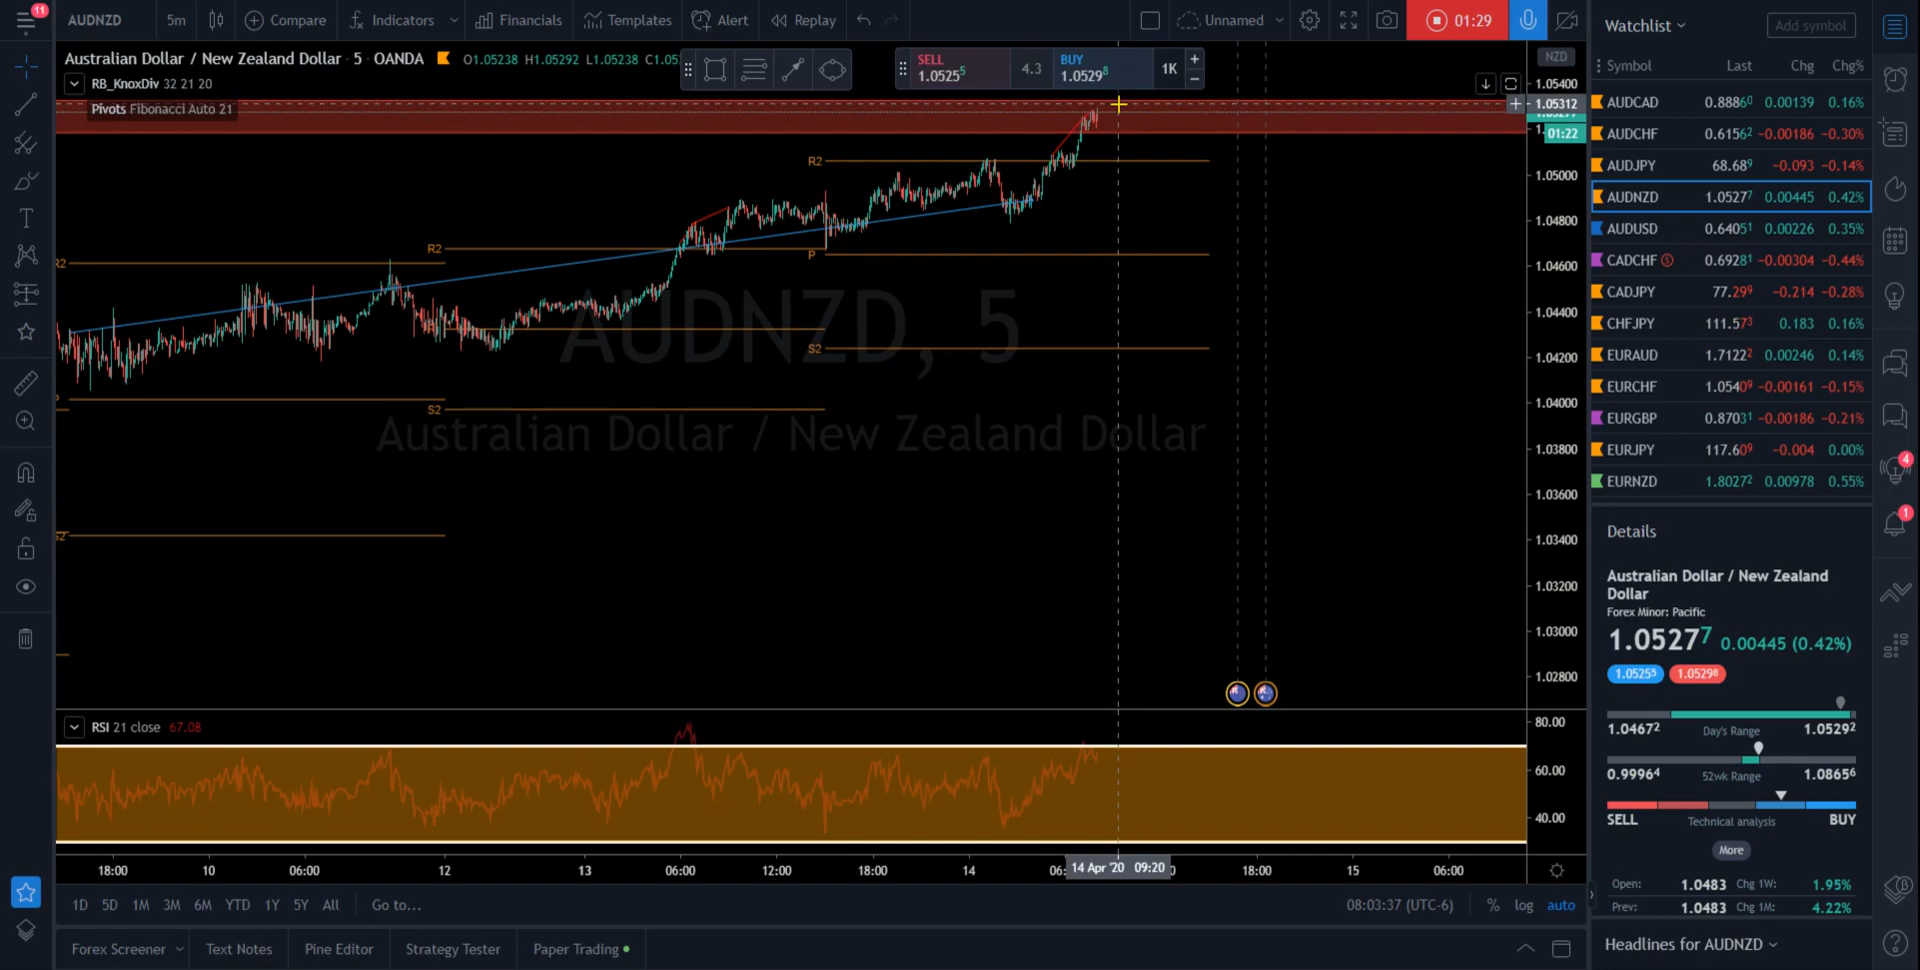 11
AUDNZD
5m
Compare
Indicators
Financials
Templates
Alert
Replay
Unnamed
01:29
Australian Dollar / New Zealand Dollar · 5 · OANDA
O1.05238 H1.05292 L1.05238
RB_KnoxDiv 32 21 20
Pivots Fibonacci Auto 21
SELL
1.05255
4.3
BUY
1.05298
1K
NZD
1.05400
1.05312
01:22
1.05000
1.04800
1.04600
1.04400
1.04200
1.04000
1.03800
1.03600
1.03400
1.03200
1.03000
1.02800
R2
R2
P
S2
S2
AUDNZD, 5
Australian Dollar / New Zealand Dollar
RSI 21 close 67.08
80.00
60.00
40.00
18:00
10
06:00
12
13
06:00
12:00
18:00
14
14 Apr '20 09:20
18:00
15
06:00
1D
5D
1M
3M
6M
YTD
1Y
5Y
All
Go to...
08:03:37 (UTC-6)
%
log
auto
Forex Screener
Text Notes
Pine Editor
Strategy Tester
Paper Trading
Watchlist
Add symbol
Symbol Last Chg Chg%
AUDCAD 0.88860 0.00139 0.16%
AUDCHF 0.61562 −0.00186 −0.30%
AUDJPY 68.689 −0.093 −0.14%
AUDNZD 1.05277 0.00445 0.42%
AUDUSD 0.64051 0.00226 0.35%
CADCHF 0.69281 −0.00304 −0.44%
CADJPY 77.299 −0.214 −0.28%
CHFJPY 111.573 0.183 0.16%
EURAUD 1.71222 0.00246 0.14%
EURCHF 1.05409 −0.00161 −0.15%
EURGBP 0.87031 −0.00186 −0.21%
EURJPY 117.609 −0.004 0.00%
EURNZD 1.80272 0.00978 0.55%
Details
Australian Dollar / New Zealand
Dollar
Forex Minor: Pacific
1.05277 0.00445 (0.42%)
1.05255
1.05298
1.04672 Day's Range 1.05292
0.99964 52wk Range 1.08656
SELL Technical analysis BUY
More
Open: 1.0483 Chg 1W: 1.95%
Prev: 1.0483 Chg 1M: 4.22%
Headlines for AUDNZD
4
1